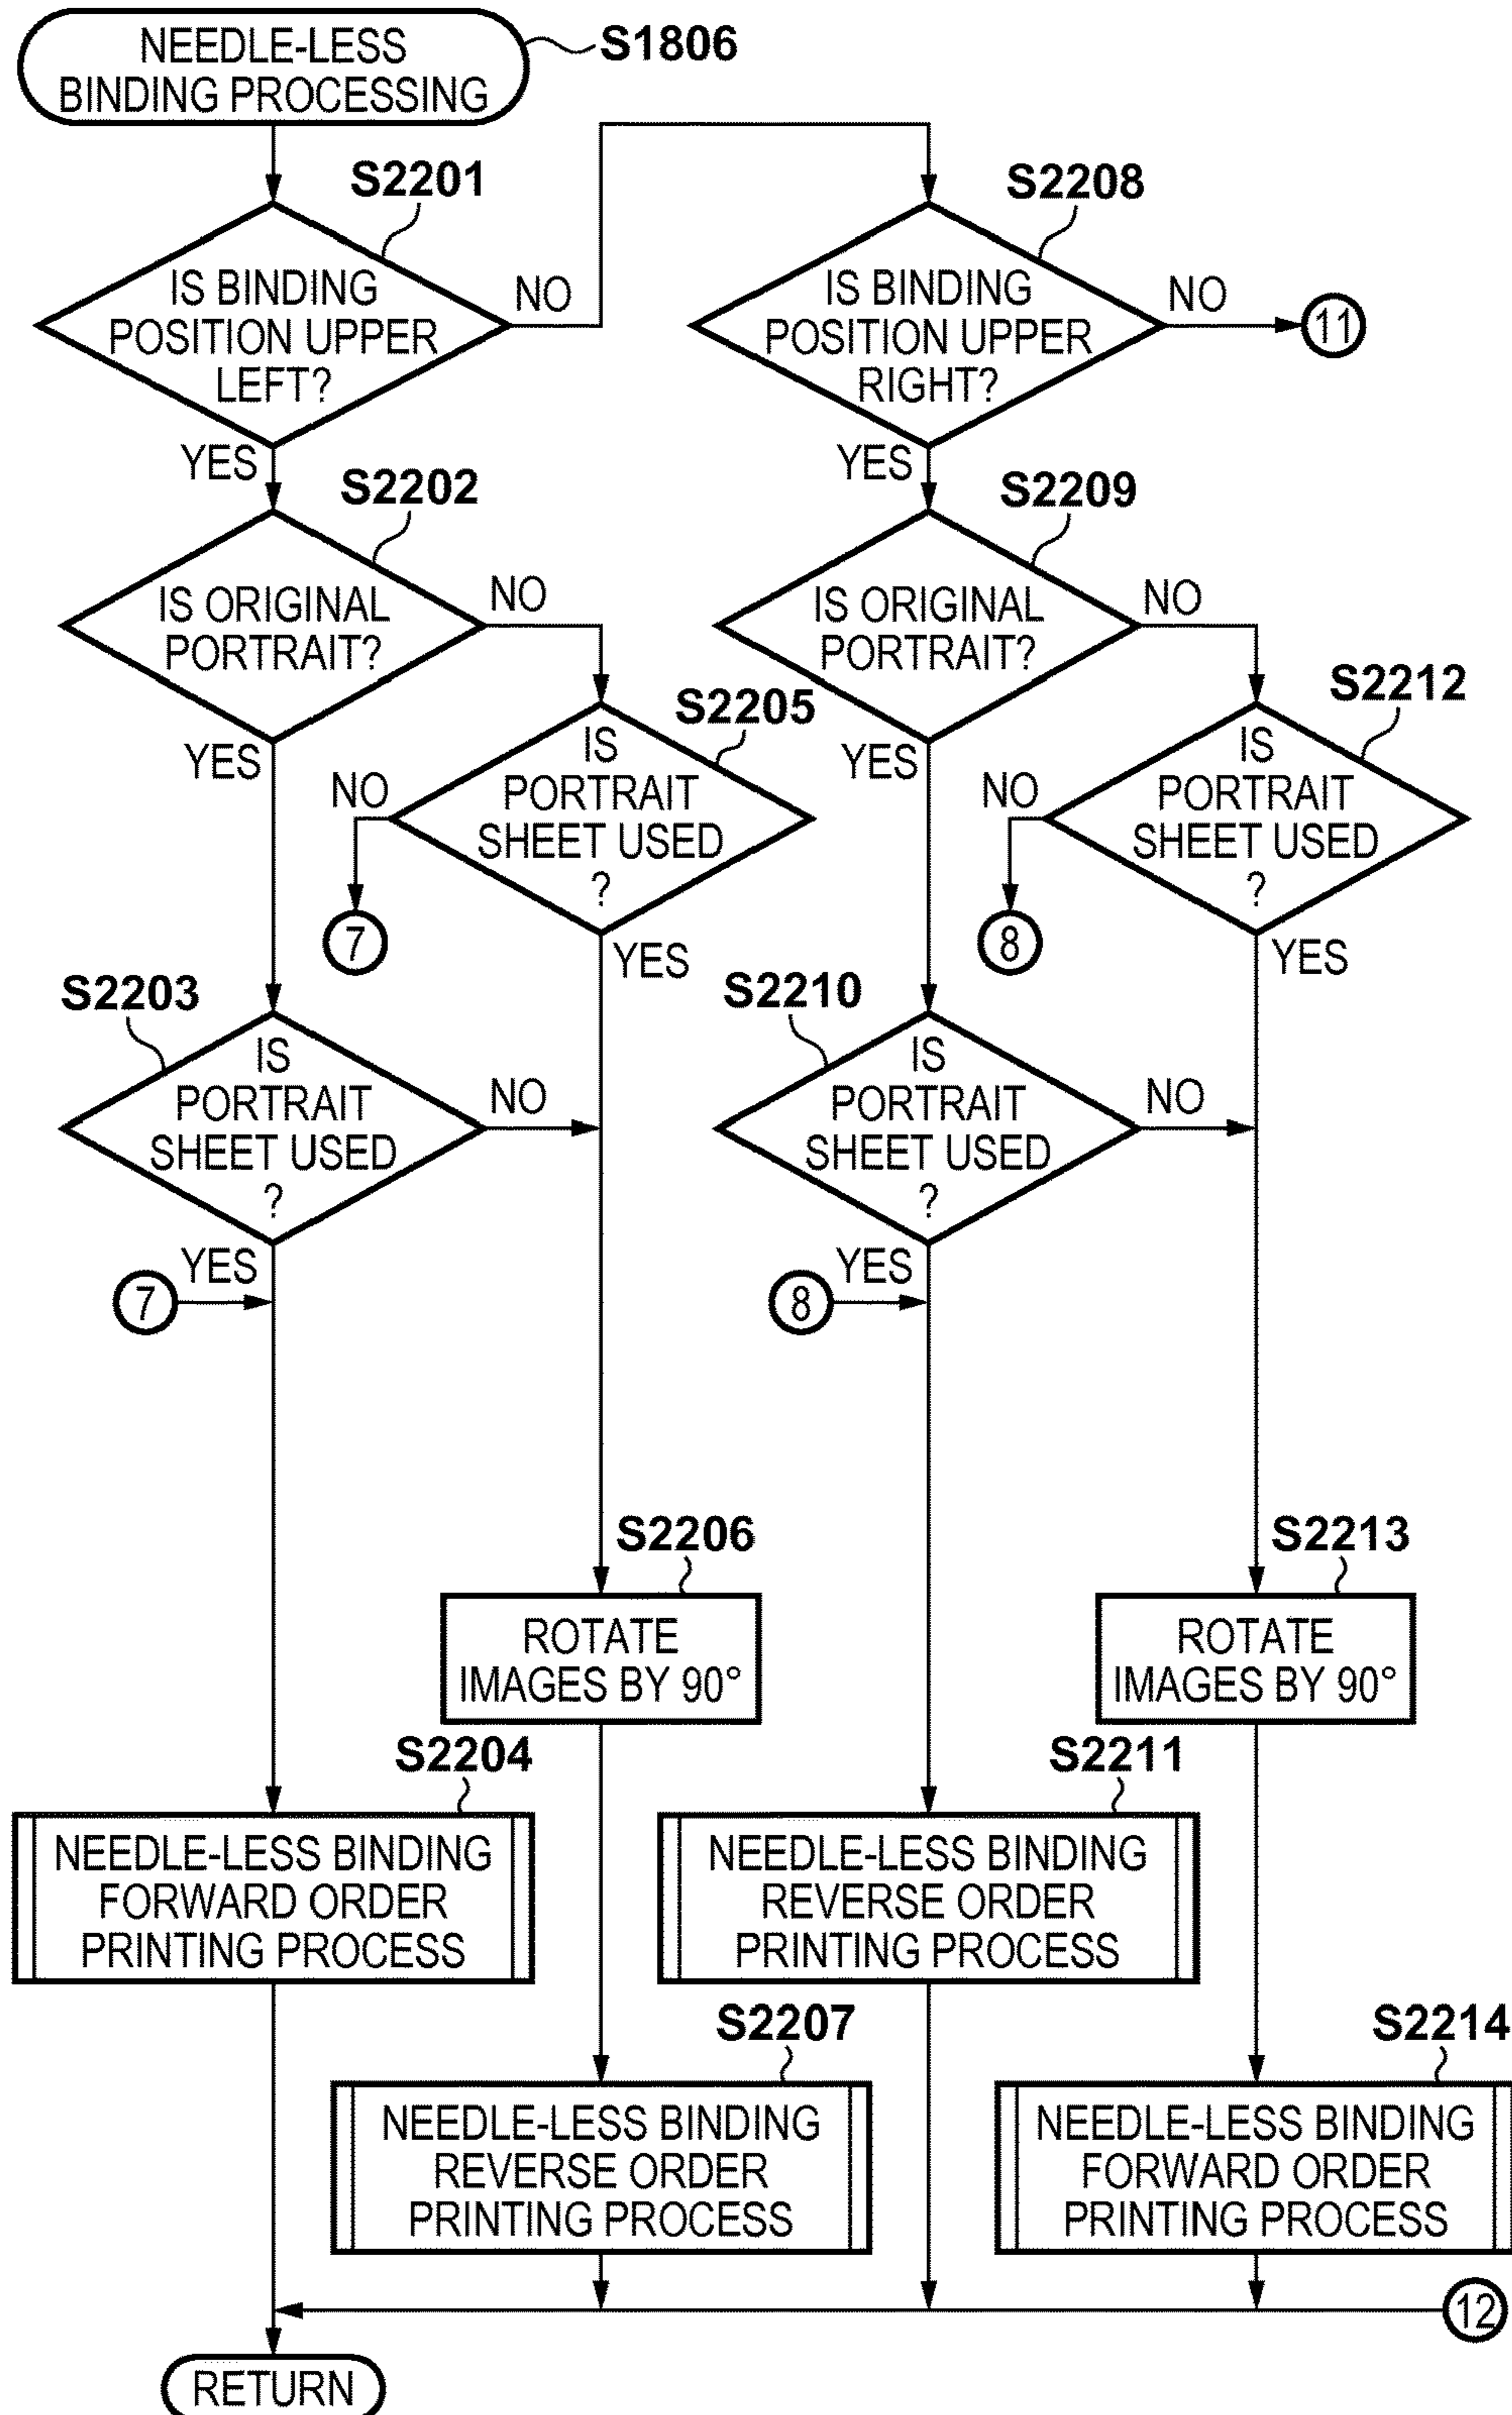 NEEDLE-LESS
BINDING PROCESSING
S1806
S2201
IS BINDING
POSITION UPPER
LEFT?
NO
YES
S2208
IS BINDING
POSITION UPPER
RIGHT?
NO
11
YES
S2202
IS ORIGINAL
PORTRAIT?
NO
YES
S2209
IS ORIGINAL
PORTRAIT?
NO
YES
S2205
IS
PORTRAIT
SHEET USED
?
NO
7
YES
S2212
IS
PORTRAIT
SHEET USED
?
NO
8
YES
S2203
IS
PORTRAIT
SHEET USED
?
NO
YES
7
S2210
IS
PORTRAIT
SHEET USED
?
NO
YES
8
S2206
ROTATE
IMAGES BY 90°
S2213
ROTATE
IMAGES BY 90°
S2204
NEEDLE-LESS BINDING
FORWARD ORDER
PRINTING PROCESS
S2211
NEEDLE-LESS BINDING
REVERSE ORDER
PRINTING PROCESS
S2207
NEEDLE-LESS BINDING
REVERSE ORDER
PRINTING PROCESS
S2214
NEEDLE-LESS BINDING
FORWARD ORDER
PRINTING PROCESS
12
RETURN